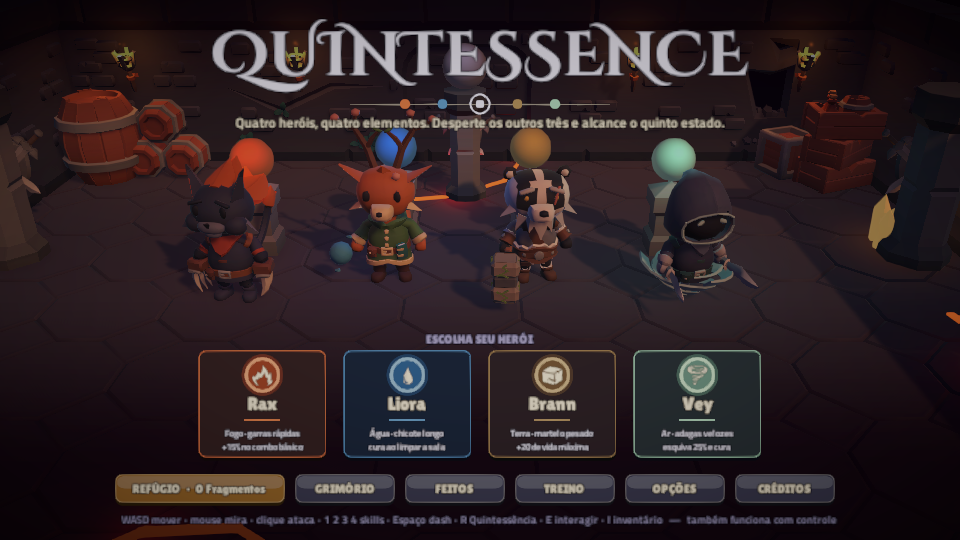 QUINTESSENCE
Quatro heróis, quatro elementos. Desperte os outros três e alcance o quinto estado.
ESCOLHA SEU HERÓI
Rax
Fogo · garras rápidas
+15% no combo básico
Liora
Água · chicote longo
cura ao limpar a sala
Brann
Terra · martelo pesado
+20 de vida máxima
Vey
Ar · adagas velozes
esquiva 25% e cura
REFÚGIO · 0 Fragmentos
GRIMÓRIO
FEITOS
TREINO
OPÇÕES
CRÉDITOS
WASD mover · mouse mira · clique ataca · 1 2 3 4 skills · Espaço dash · R Quintessência · E interagir · I inventário — também funciona com controle